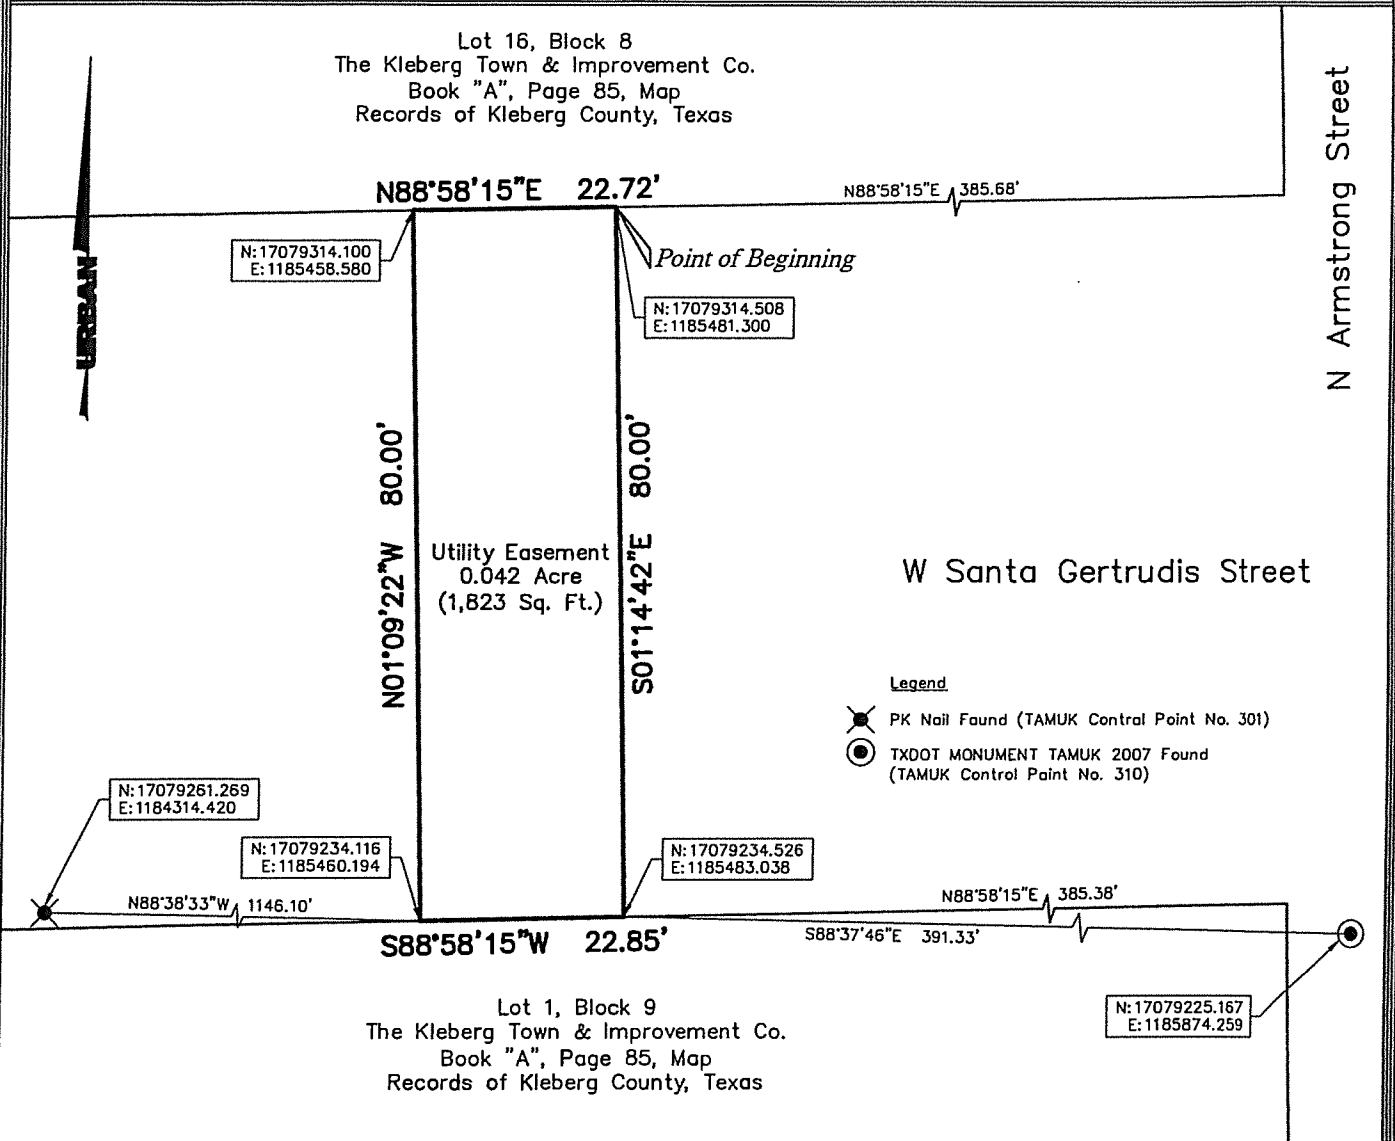 Lot 16, Block 8
The Kleberg Town & Improvement Co.
Book "A", Page 85, Map
Records of Kleberg County, Texas
N Armstrong Street
N88°58'15"E 22.72'
N88°58'15"E 385.68'
URBAN
N:17079314.100
E:1185458.580
Point of Beginning
N:17079314.508
E:1185481.300
N01°09'22"W 80.00'
S01°14'42"E 80.00'
Utility Easement
0.042 Acre
(1,823 Sq. Ft.)
W Santa Gertrudis Street
Legend
PK Nail Found (TAMUK Control Point No. 301)
TXDOT MONUMENT TAMUK 2007 Found
(TAMUK Control Point No. 310)
N:17079261.269
E:1184314.420
N:17079234.116
E:1185460.194
N:17079234.526
E:1185483.038
N88°38'33"W 1146.10'
N88°58'15"E 385.38'
S88°58'15"W 22.85'
S88°37'46"E 391.33'
N:17079225.167
E:1185874.259
Lot 1, Block 9
The Kleberg Town & Improvement Co.
Book "A", Page 85, Map
Records of Kleberg County, Texas